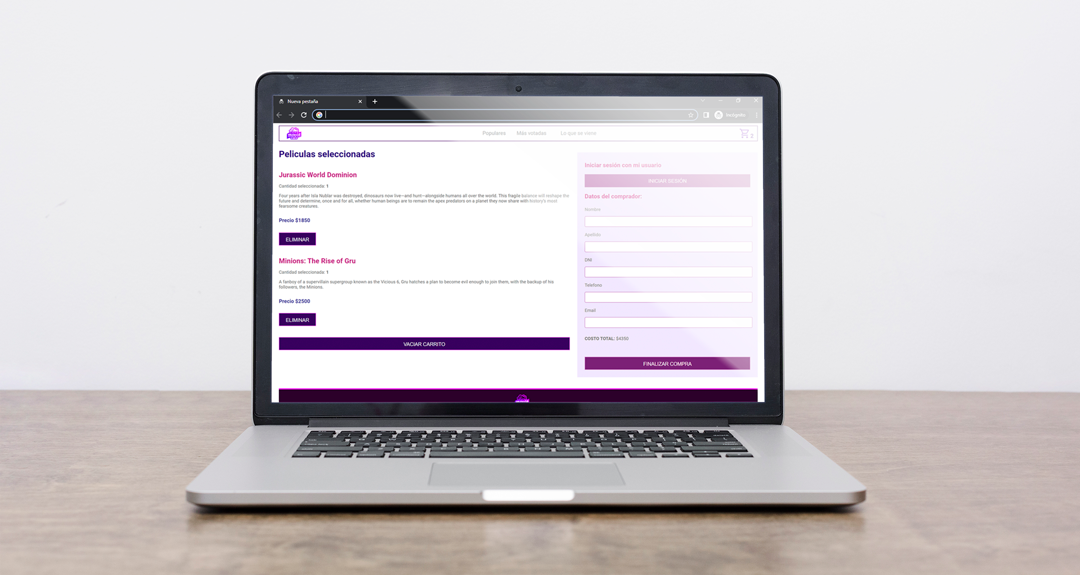 Nueva pestaña
Incógnito
Populares Más votadas Lo que se viene
2
Peliculas seleccionadas
Jurassic World Dominion
Cantidad seleccionada: 1
Four years after Isla Nublar was destroyed, dinosaurs now live—and hunt—alongside humans all over the world. This fragile balance will reshape the
future and determine, once and for all, whether human beings are to remain the apex predators on a planet they now share with history's most
fearsome creatures.
Precio $1850
ELIMINAR
Minions: The Rise of Gru
Cantidad seleccionada: 1
A fanboy of a supervillain supergroup known as the Vicious 6, Gru hatches a plan to become evil enough to join them, with the backup of his
followers, the Minions.
Precio $2500
ELIMINAR
VACIAR CARRITO
Iniciar sesión con mi usuario
INICIAR SESIÓN
Datos del comprador:
Nombre
Apellido
DNI
Telefono
Email
COSTO TOTAL: $4350
FINALIZAR COMPRA